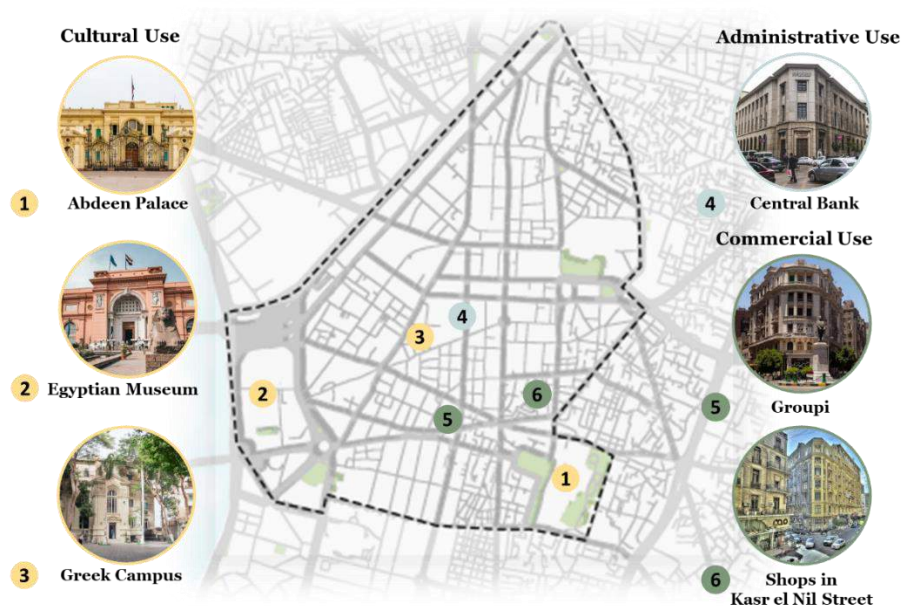 Cultural Use
1
Abdeen Palace
2
Egyptian Museum
3
Greek Campus
3
4
2
5
6
1
Administrative Use
4
Central Bank
Commercial Use
5
Groupi
6
Shops in
Kasr el Nil Street